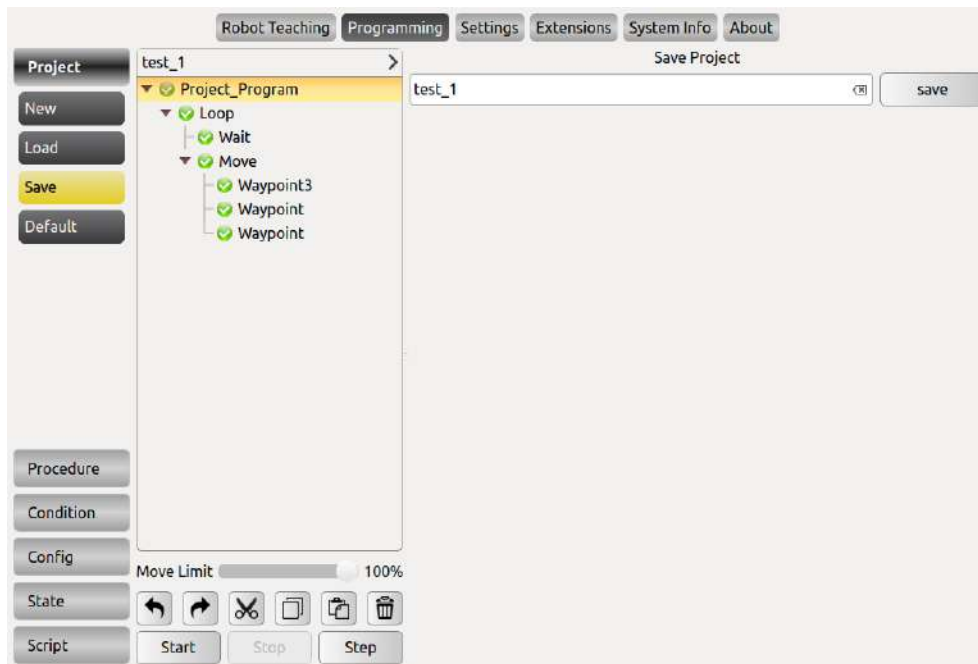 Robot Teaching Programming Settings Extensions System Info About
Project
New
Load
Save
Default
Procedure
Condition
Config
State
Script
test_1
Project_Program
Loop
Wait
Move
Waypoint3
Waypoint
Waypoint
Move Limit 100%
Start Stop Step
Save Project
test_1 save